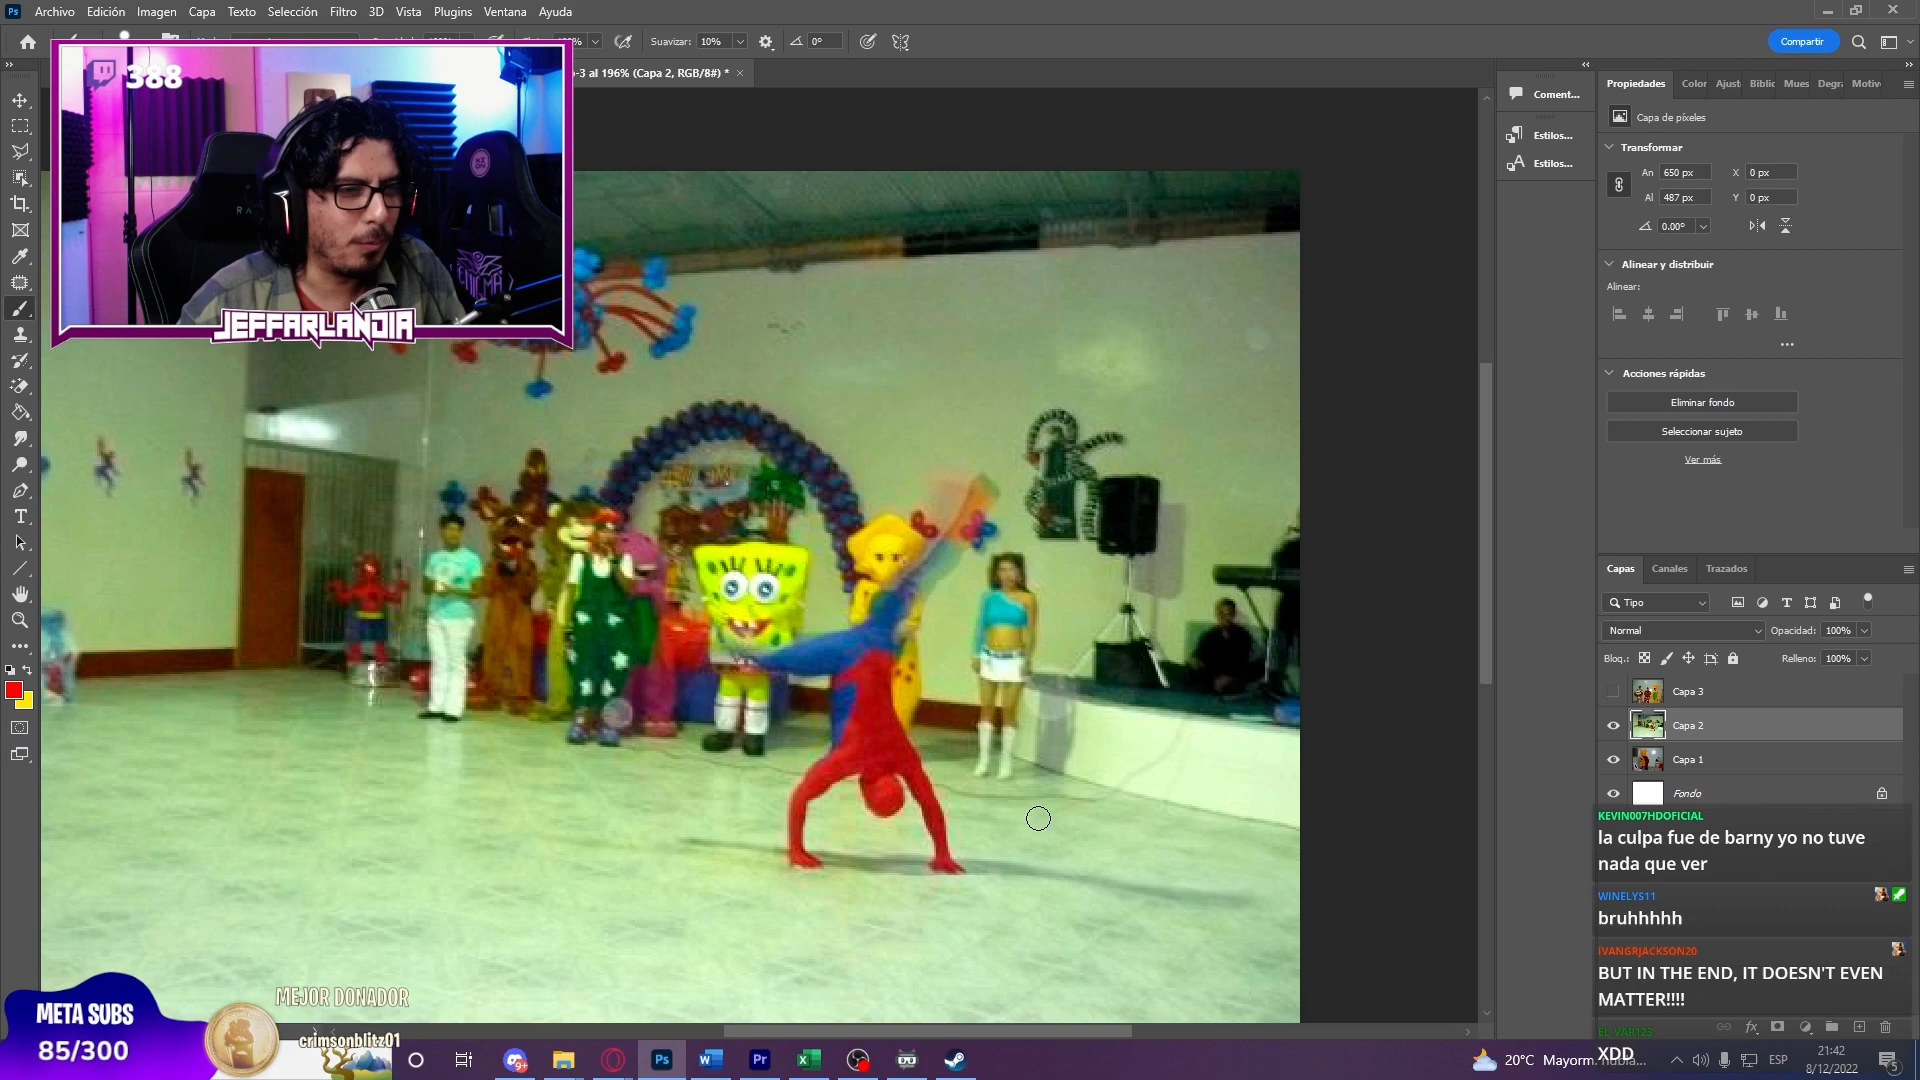 Archivo Edición Imagen Capa Texto Selección Filtro 3D Vista Plugins Ventana Ayuda
Suavizar: 10% 0° Compartir
-3 al 196% (Capa 2, RGB/8#) *
388
JEFFARLANDIA
Coment...
Estilos...
Estilos...
Propiedades Color Ajust Biblic Mues Degra Motiv
Capa de píxeles
Transformar
An 650 px X 0 px
Al 487 px Y 0 px
0.00°
Alinear y distribuir
Alinear:
Acciones rápidas
Eliminar fondo
Seleccionar sujeto
Ver más
Capas Canales Trazados
Tipo
Normal Opacidad: 100%
Bloq.: Relleno: 100%
Capa 3
Capa 2
Capa 1
Fondo
KEVIN007HDOFICIAL
la culpa fue de barny yo no tuve
nada que ver
WINELYS11
bruhhhhh
IVANGRJACKSON20
BUT IN THE END, IT DOESN'T EVEN
MATTER!!!!
EL_VAR123
XDD
META SUBS
85/300
MEJOR DONADOR
crimsonblitz01
20°C Mayorm. nubla...
ESP
21:42
8/12/2022